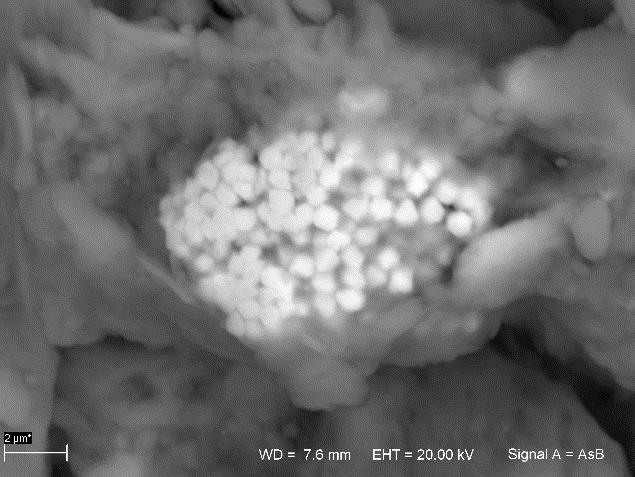 2 µm*
WD = 7.6 mm EHT = 20.00 kV Signal A = AsB